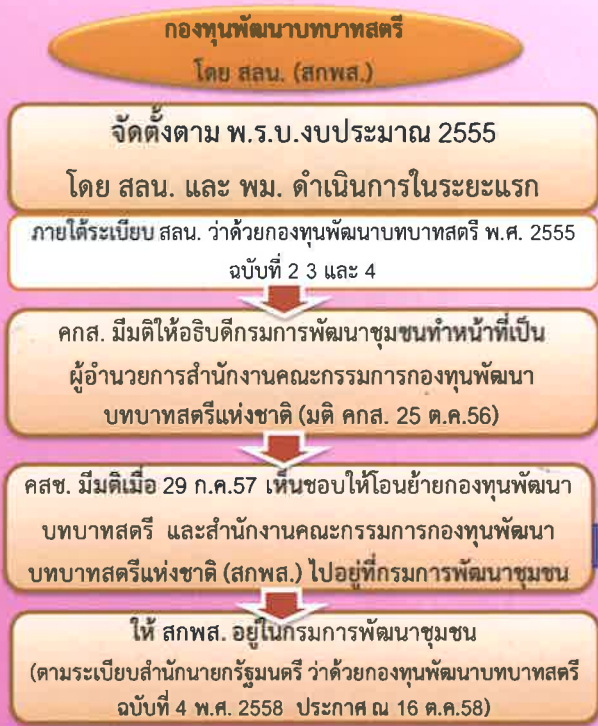 กองทุนพัฒนาบทบาทสตรี
โดย สลน. (สกพส.)
จัดตั้งตาม พ.ร.บ.งบประมาณ 2555
โดย สลน. และ พม. ดำเนินการในระยะแรก
ภายใต้ระเบียบ สลน. ว่าด้วยกองทุนพัฒนาบทบาทสตรี พ.ศ. 2555
ฉบับที่ 2 3 และ 4
คกส. มีมติให้อธิบดีกรมการพัฒนาชุมชนทำหน้าที่เป็น
ผู้อำนวยการสำนักงานคณะกรรมการกองทุนพัฒนา
บทบาทสตรีแห่งชาติ (มติ คกส. 25 ต.ค.56)
คสช. มีมติเมื่อ 29 ก.ค.57 เห็นชอบให้โอนย้ายกองทุนพัฒนา
บทบาทสตรี และสำนักงานคณะกรรมการกองทุนพัฒนา
บทบาทสตรีแห่งชาติ (สกพส.) ไปอยู่ที่กรมการพัฒนาชุมชน
ให้ สกพส. อยู่ในกรมการพัฒนาชุมชน
(ตามระเบียบสำนักนายกรัฐมนตรี ว่าด้วยกองทุนพัฒนาบทบาทสตรี
ฉบับที่ 4 พ.ศ. 2558 ประกาศ ณ 16 ต.ค.58)